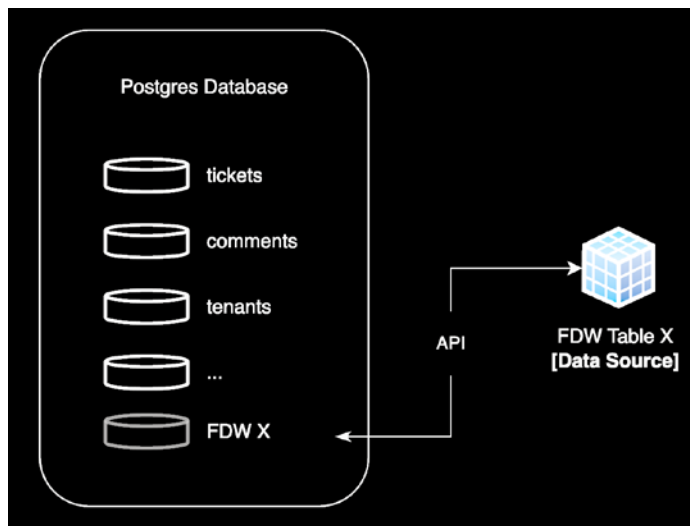 Postgres Database
tickets
comments
tenants
...
FDW X
API
FDW Table X
[Data Source]